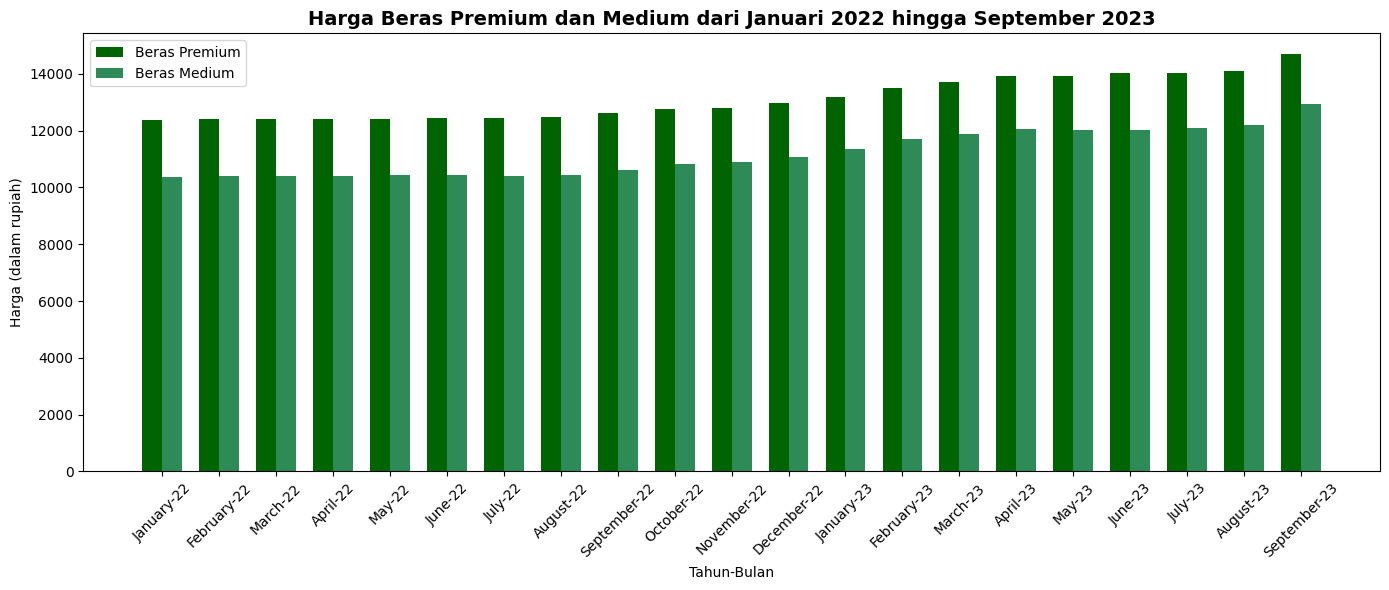 Harga Beras Premium dan Medium dari Januari 2022 hingga September 2023
Beras Premium
Beras Medium
Harga (dalam rupiah)
14000
12000
10000
8000
6000
4000
2000
0
January-22
February-22
March-22
April-22
May-22
June-22
July-22
August-22
September-22
October-22
November-22
December-22
January-23
February-23
March-23
April-23
May-23
June-23
July-23
August-23
September-23
Tahun-Bulan